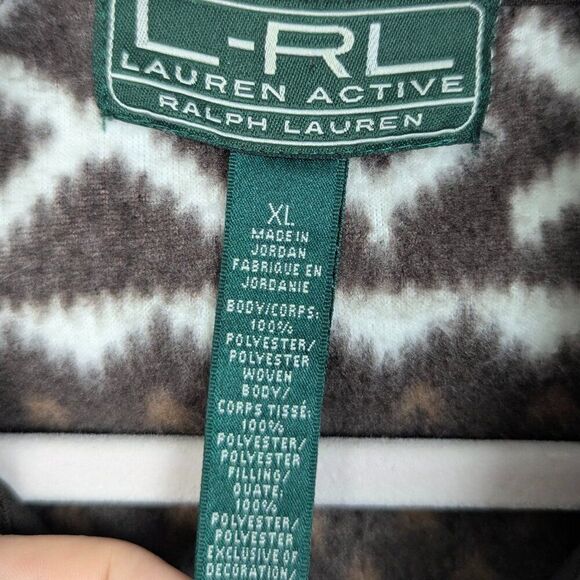 L-RL
LAUREN ACTIVE
RALPH LAUREN
XL
MADE IN
JORDAN
FABRIQUE EN
JORDANIE
BODY/CORPS:
100%
POLYESTER/
POLYESTER
WOVEN
BODY/
CORPS TISSÉ:
100%
POLYESTER/
POLYESTER
FILLING/
OUATE:
100%
POLYESTER/
POLYESTER
EXCLUSIVE OF
DECORATION/